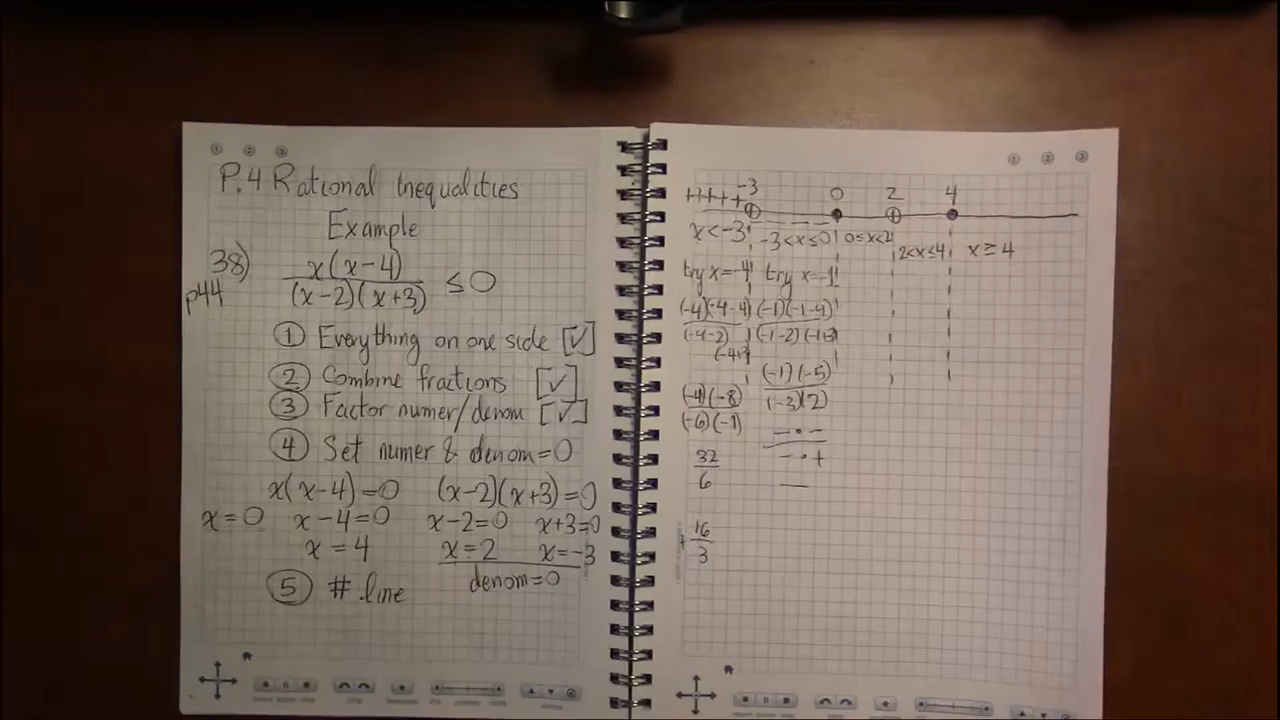 P.4 Rational Inequalities
Example
38)
p44
x(x-4)
(x-2)(x+3) ≤0
① Everything on one side [✓]
② Combine fractions [✓]
③ Factor numer/denom [✓]
④ Set numer & denom=0
x(x-4)=0 (x-2)(x+3)=0
x=0 x-4=0 x-2=0 x+3=0
x=4 x=2 x=-3
denom=0
⑤ # line
-3 0 2 4
+++++ - - - -
x<-3 -3<x≤0 0≤x<2 2<x≤4 x≥4
try x=-4 try x=-1
(-4)(-4-4) (-1)(-1-4)
(-4-2) (-1-2)(-1+3)
(-4+3)
(-1)(-5)
(-3)(2)
(-4)(-8)
(-6)(-1)
-·-
-·+
—
32
6
+16
3